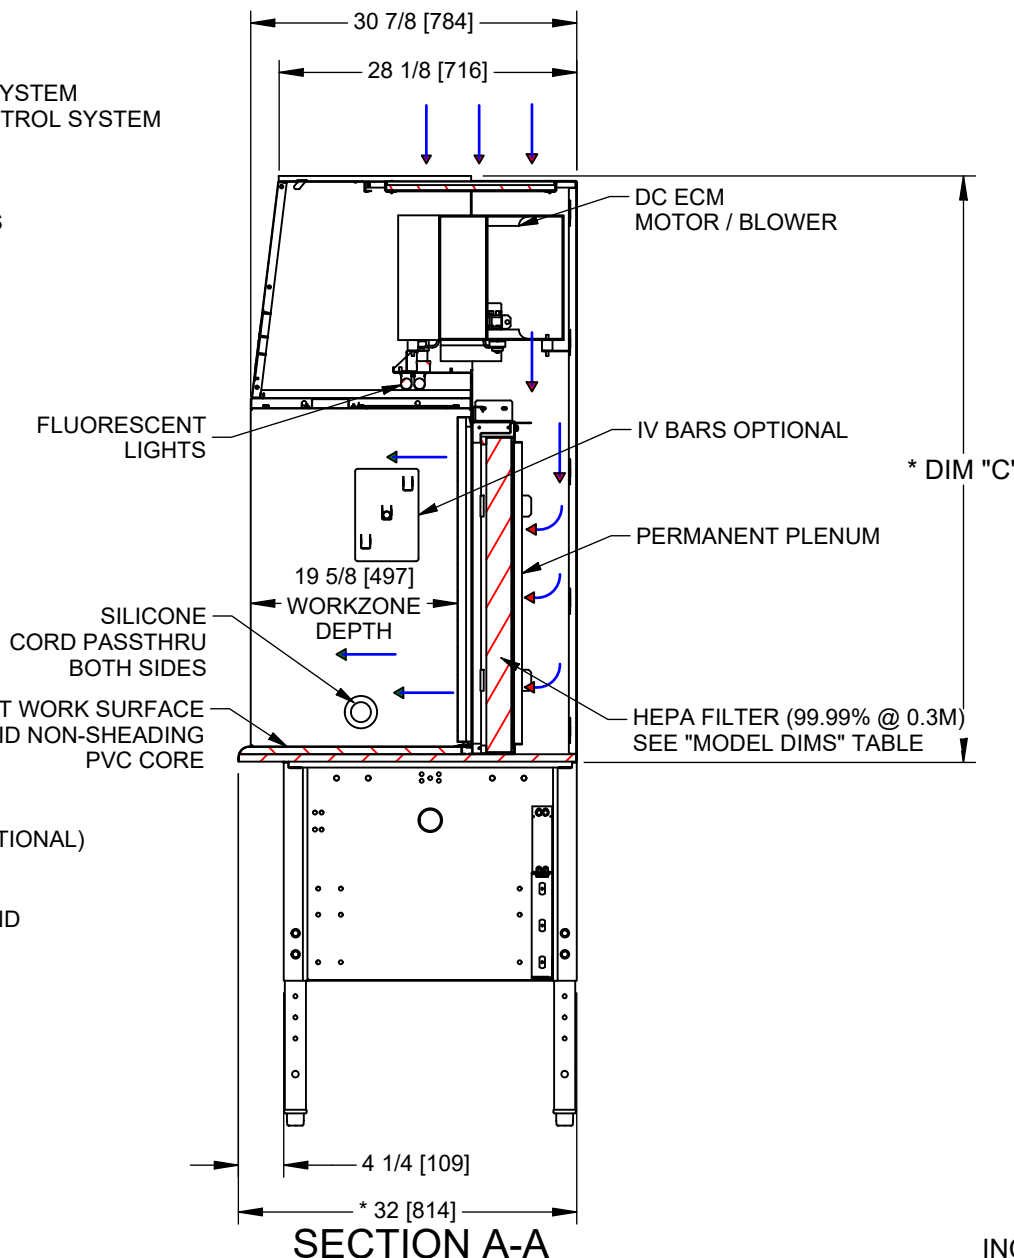 30 7/8 [784]
28 1/8 [716]
YSTEM
TROL SYSTEM
S
DC ECM
MOTOR / BLOWER
FLUORESCENT
LIGHTS
IV BARS OPTIONAL
* DIM "C"
PERMANENT PLENUM
19 5/8 [497]
WORKZONE
DEPTH
SILICONE
CORD PASSTHRU
BOTH SIDES
T WORK SURFACE
ID NON-SHEADING
PVC CORE
HEPA FILTER (99.99% @ 0.3M)
SEE "MODEL DIMS" TABLE
TIONAL)
ID
4 1/4 [109]
* 32 [814]
SECTION A-A
INC